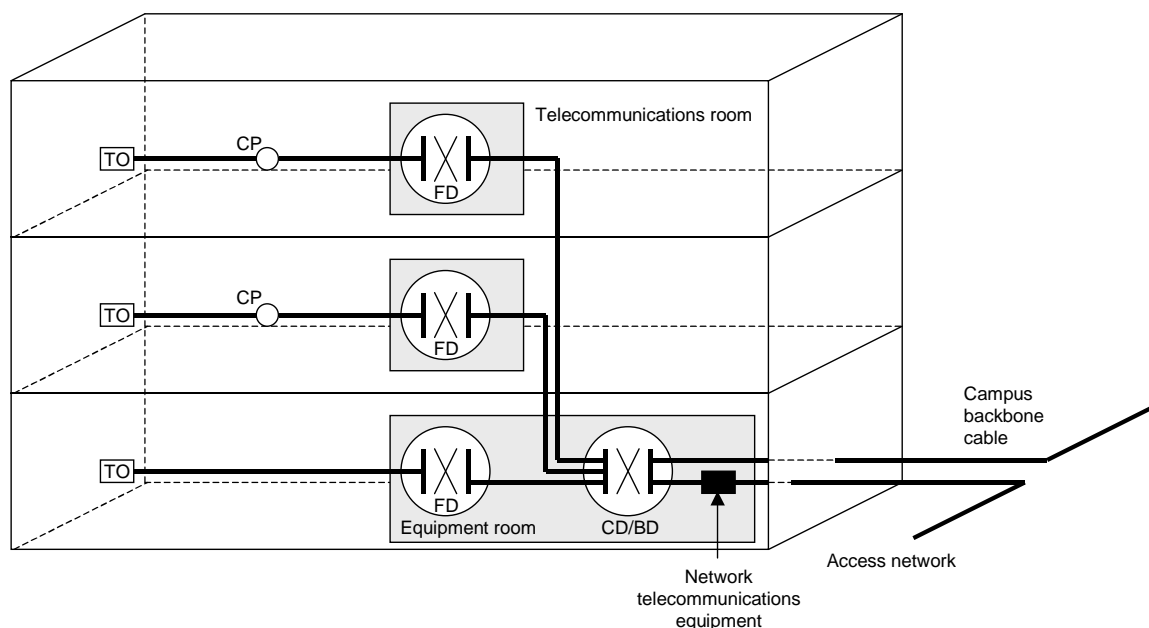 Telecommunications room
CP
TO
FD
CP
TO
FD
Campus
backbone
cable
TO
FD
Equipment room
CD/BD
Access network
Network
telecommunications
equipment